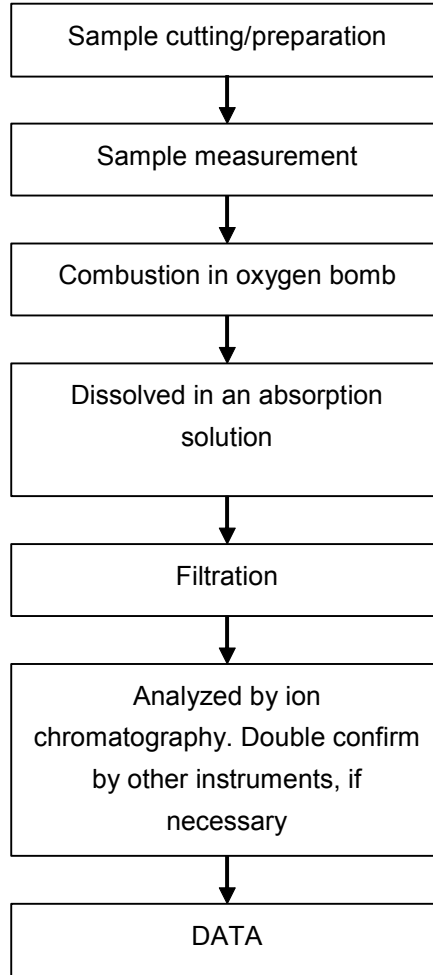 Sample cutting/preparation
Sample measurement
Combustion in oxygen bomb
Dissolved in an absorption
solution
Filtration
Analyzed by ion
chromatography. Double confirm
by other instruments, if
necessary
DATA